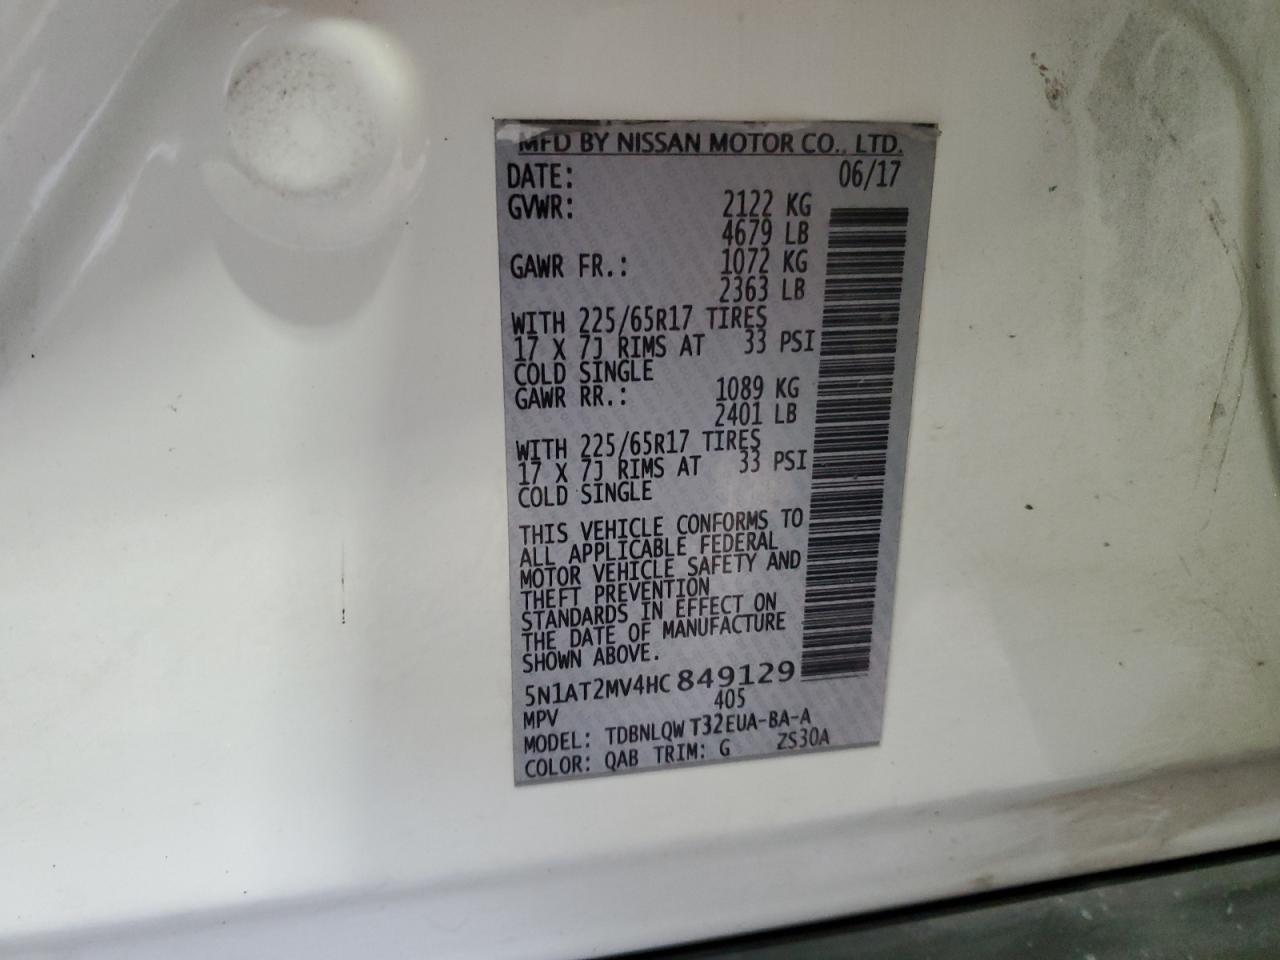 MFD BY NISSAN MOTOR CO., LTD.
DATE: 06/17
GVWR: 2122 KG
4679 LB
GAWR FR.: 1072 KG
2363 LB
WITH 225/65R17 TIRES
17 X 7J RIMS AT 33 PSI
COLD SINGLE
GAWR RR.: 1089 KG
2401 LB
WITH 225/65R17 TIRES
17 X 7J RIMS AT 33 PSI
COLD SINGLE
THIS VEHICLE CONFORMS TO
ALL APPLICABLE FEDERAL
MOTOR VEHICLE SAFETY AND
THEFT PREVENTION
STANDARDS IN EFFECT ON
THE DATE OF MANUFACTURE
SHOWN ABOVE.
5N1AT2MV4HC849129
MPV 405
MODEL: TDBNLQWT32EUA-BA-A
COLOR: QAB TRIM: G ZS30A